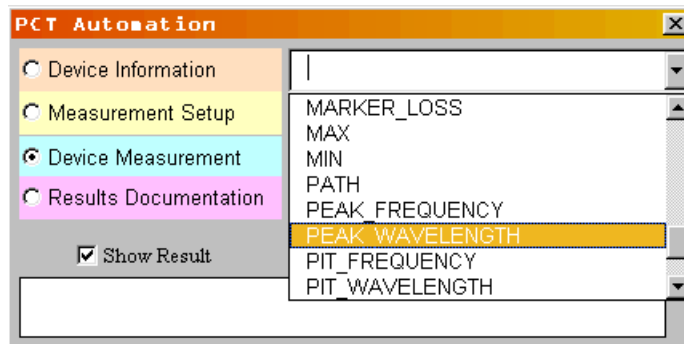 PCT Automation
Device Information
Measurement Setup
Device Measurement
Results Documentation
Show Result
MARKER_LOSS
MAX
MIN
PATH
PEAK_FREQUENCY
PEAK_WAVELENGTH
PIT_FREQUENCY
PIT_WAVELENGTH